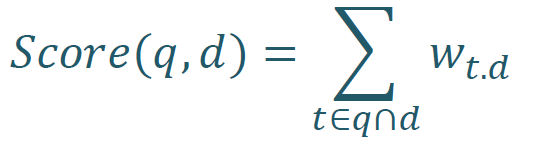 Score(q,d) = ∑ w_{t.d}
t∈q∩d